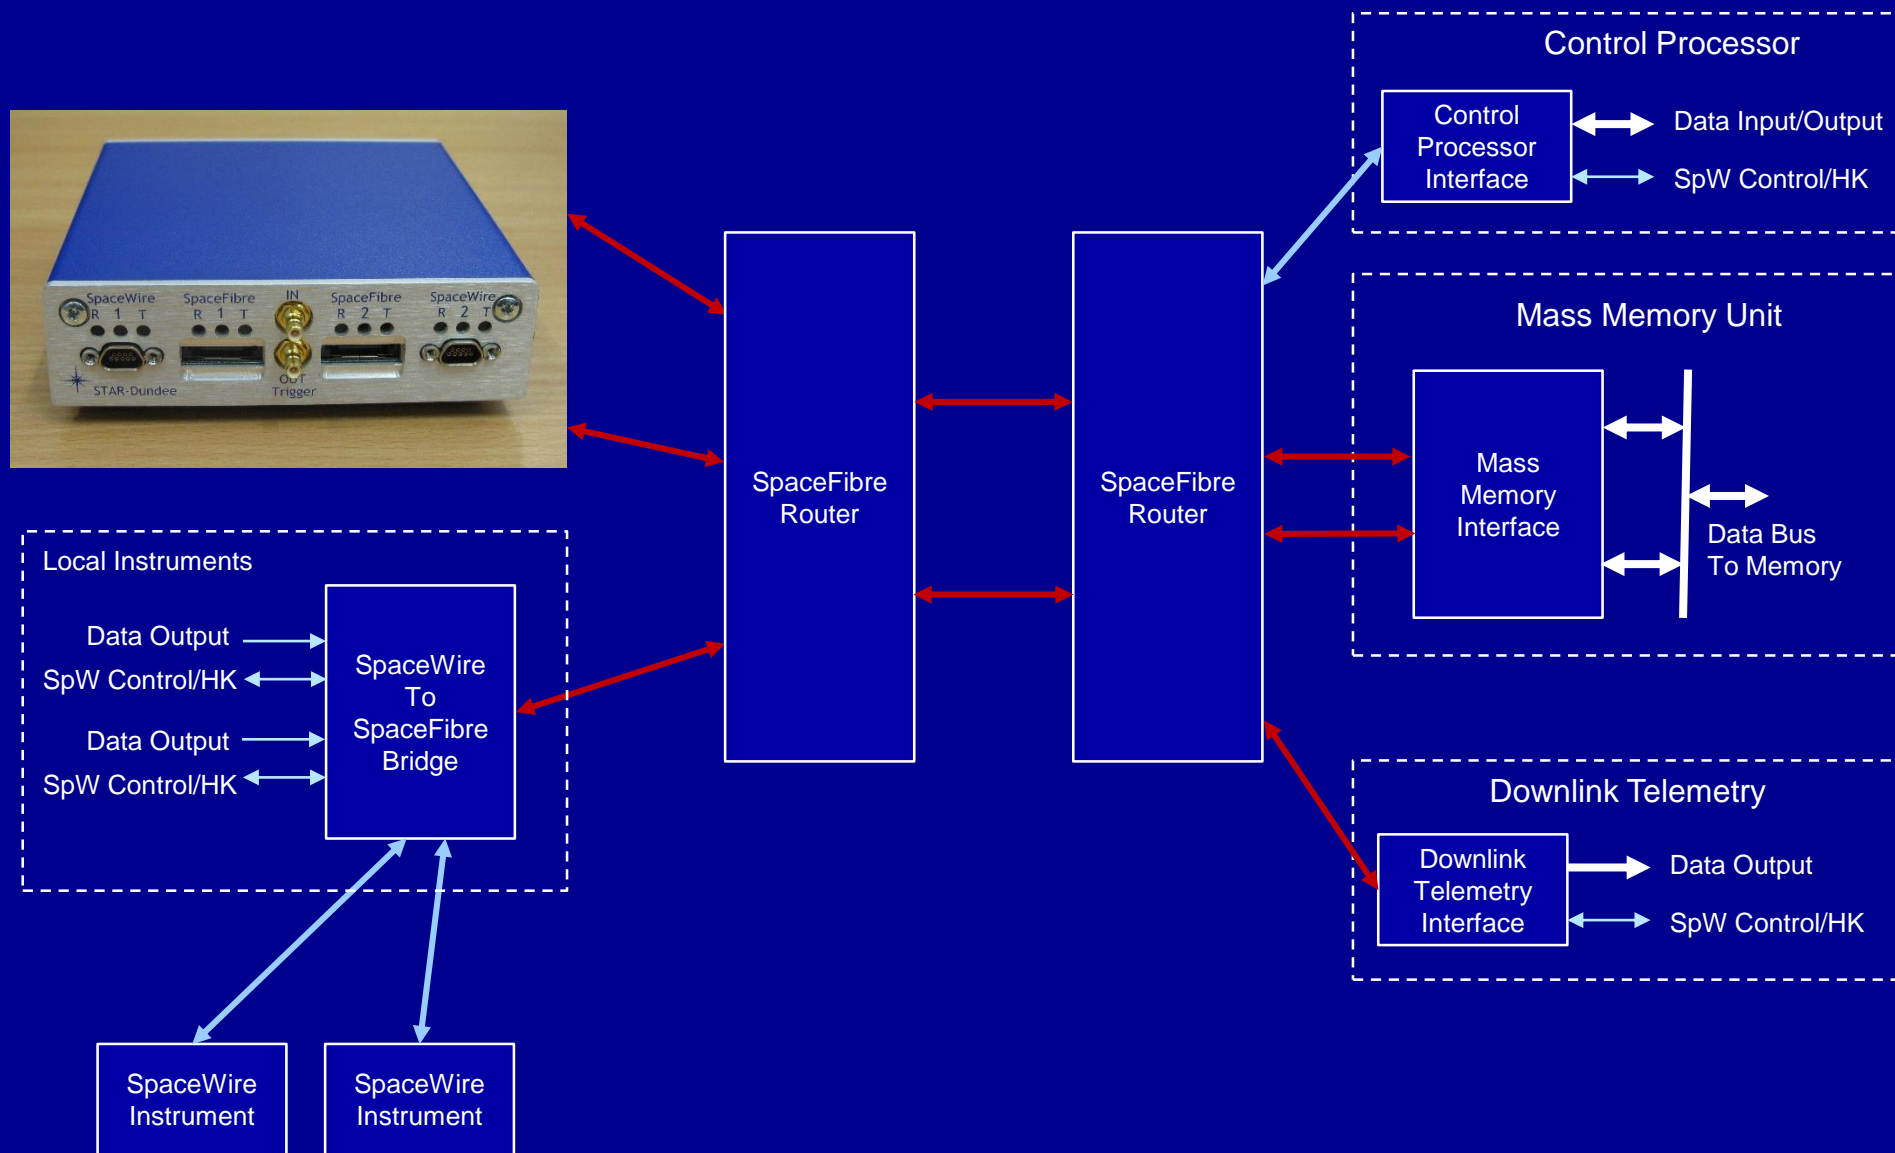 Control Processor
Control
Processor
Interface
Data Input/Output
SpW Control/HK
SpaceWire
R 1 T
SpaceFibre
R 1 T
IN
SpaceFibre
R 2 T
SpaceWire
R 2 T
STAR-Dundee
OUT
Trigger
SpaceFibre
Router
SpaceFibre
Router
Mass Memory Unit
Mass
Memory
Interface
Data Bus
To Memory
Local Instruments
Data Output
SpW Control/HK
Data Output
SpW Control/HK
SpaceWire
To
SpaceFibre
Bridge
Downlink Telemetry
Downlink
Telemetry
Interface
Data Output
SpW Control/HK
SpaceWire
Instrument
SpaceWire
Instrument